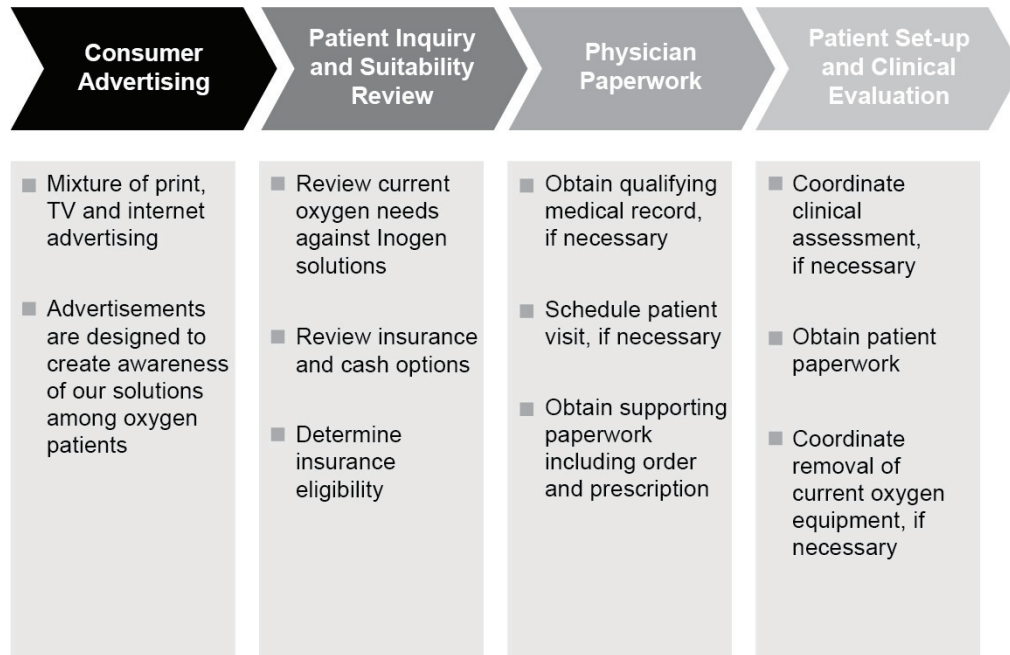 Consumer
Advertising
Patient Inquiry
and Suitability
Review
Physician
Paperwork
Patient Set-up
and Clinical
Evaluation
Mixture of print,
TV and internet
advertising
Advertisements
are designed to
create awareness
of our solutions
among oxygen
patients
Review current
oxygen needs
against Inogen
solutions
Review insurance
and cash options
Determine
insurance
eligibility
Obtain qualifying
medical record,
if necessary
Schedule patient
visit, if necessary
Obtain supporting
paperwork
including order
and prescription
Coordinate
clinical
assessment,
if necessary
Obtain patient
paperwork
Coordinate
removal of
current oxygen
equipment, if
necessary